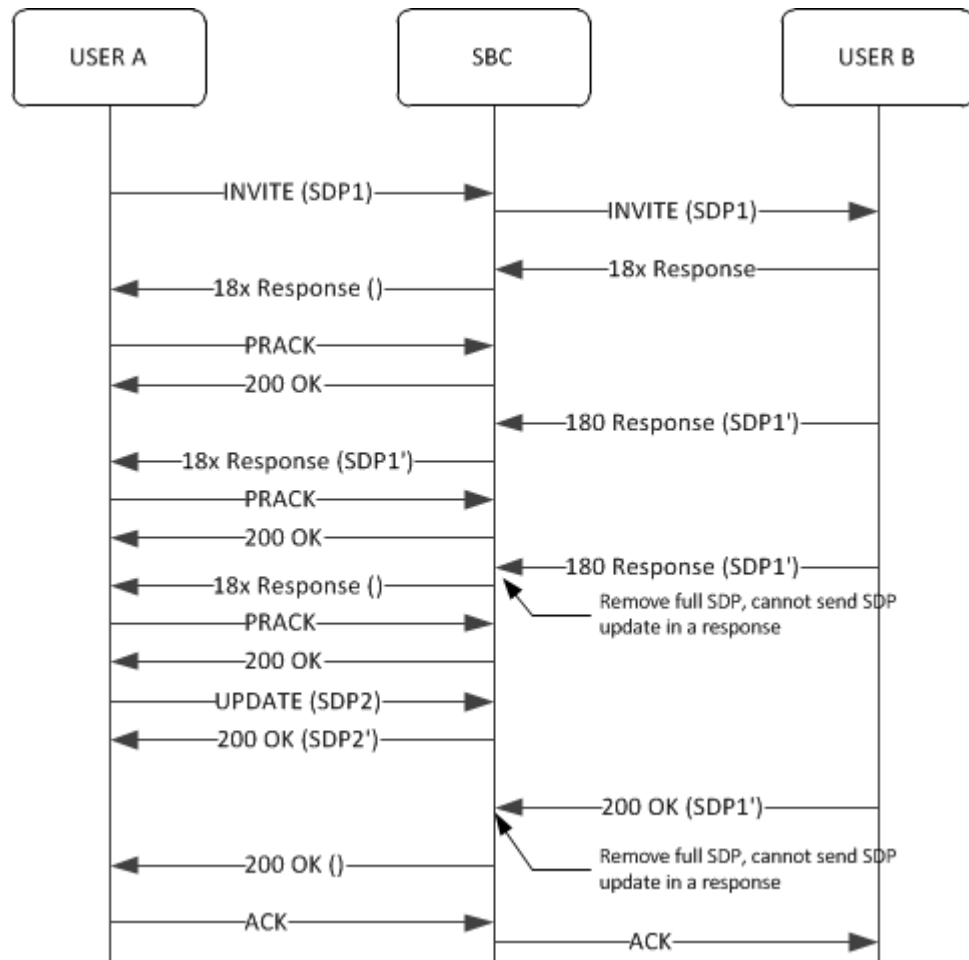 USER A
SBC
USER B
INVITE (SDP1)
INVITE (SDP1)
18x Response
18x Response ()
PRACK
200 OK
180 Response (SDP1')
18x Response (SDP1')
PRACK
200 OK
180 Response (SDP1')
18x Response ()
Remove full SDP, cannot send SDP
update in a response
PRACK
200 OK
UPDATE (SDP2)
200 OK (SDP2')
200 OK (SDP1')
Remove full SDP, cannot send SDP
update in a response
200 OK ()
ACK
ACK